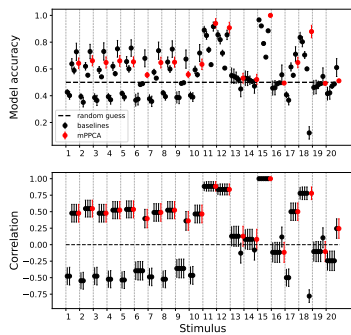 Model accuracy
1.0
0.8
0.6
0.4
0.2
random guess
baselines
mPPCA
1 2 3 4 5 6 7 8 9 10 11 12 13 14 15 16 17 18 19 20
Correlation
1.00
0.75
0.50
0.25
0.00
−0.25
−0.50
−0.75
1 2 3 4 5 6 7 8 9 10 11 12 13 14 15 16 17 18 19 20
Stimulus